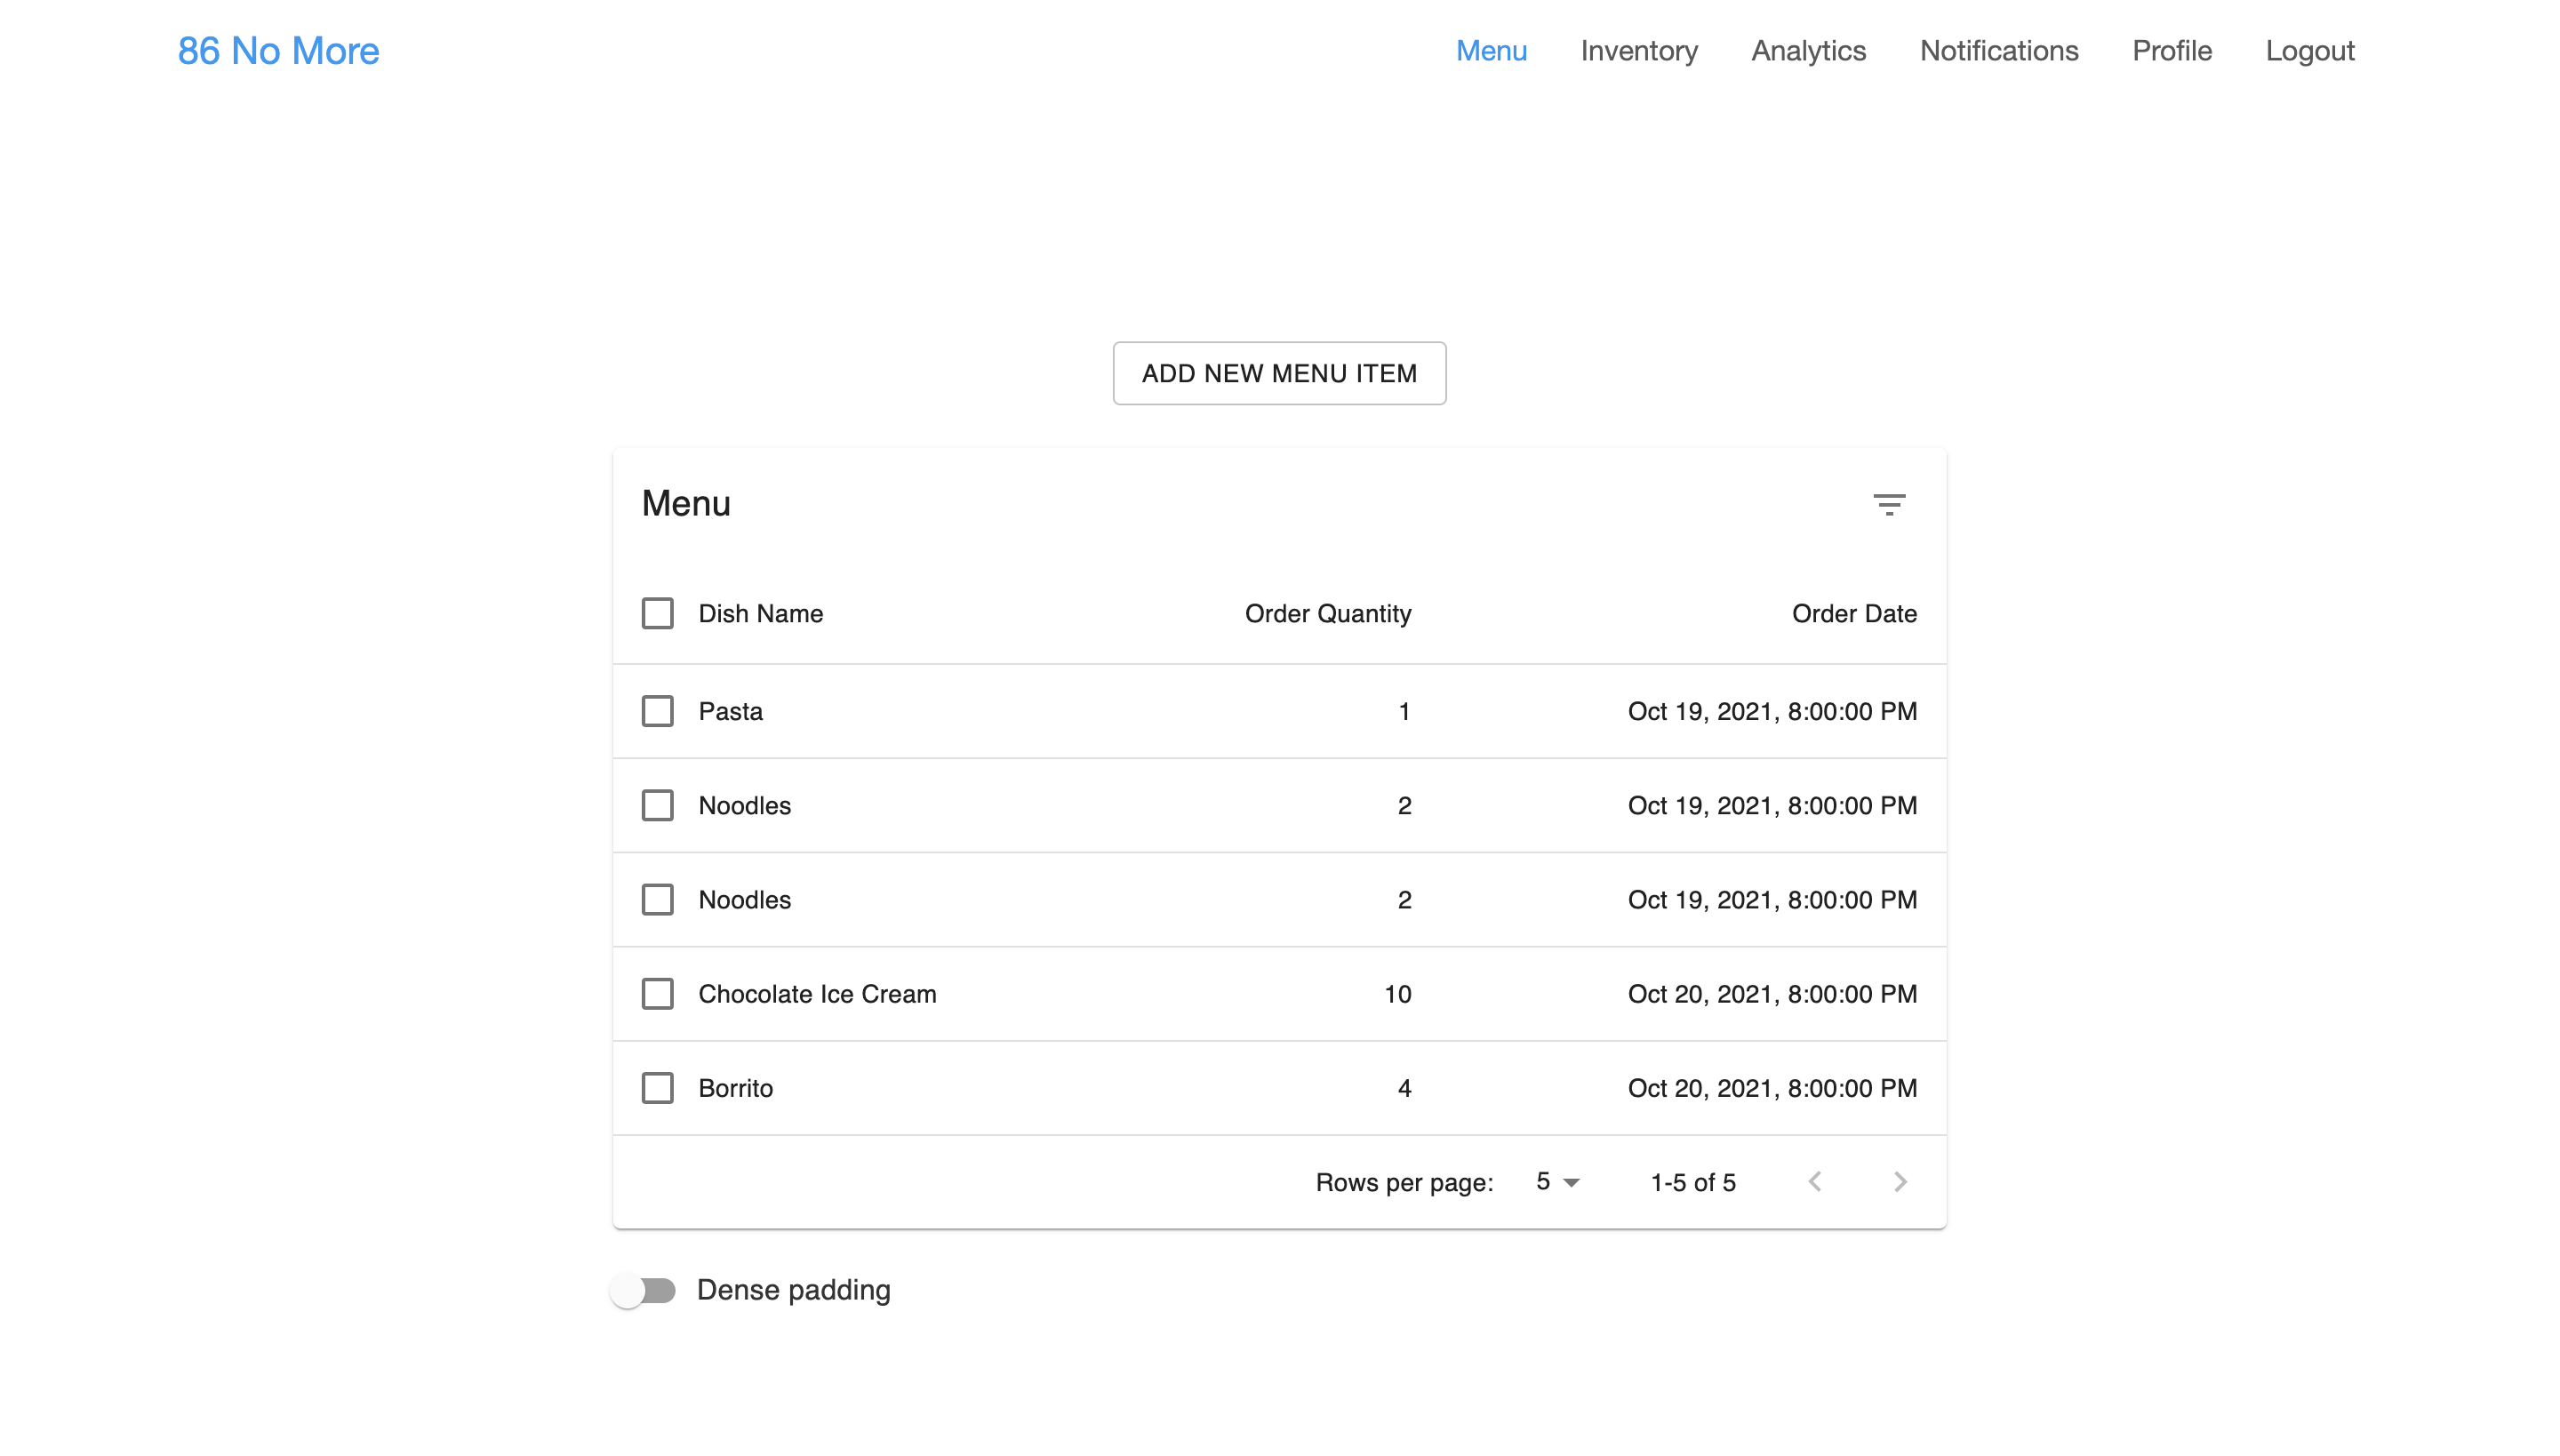 86 No More Menu Inventory Analytics Notifications Profile Logout
ADD NEW MENU ITEM
Menu
Dish Name Order Quantity Order Date
Pasta 1 Oct 19, 2021, 8:00:00 PM
Noodles 2 Oct 19, 2021, 8:00:00 PM
Noodles 2 Oct 19, 2021, 8:00:00 PM
Chocolate Ice Cream 10 Oct 20, 2021, 8:00:00 PM
Borrito 4 Oct 20, 2021, 8:00:00 PM
Rows per page: 5 1-5 of 5
Dense padding